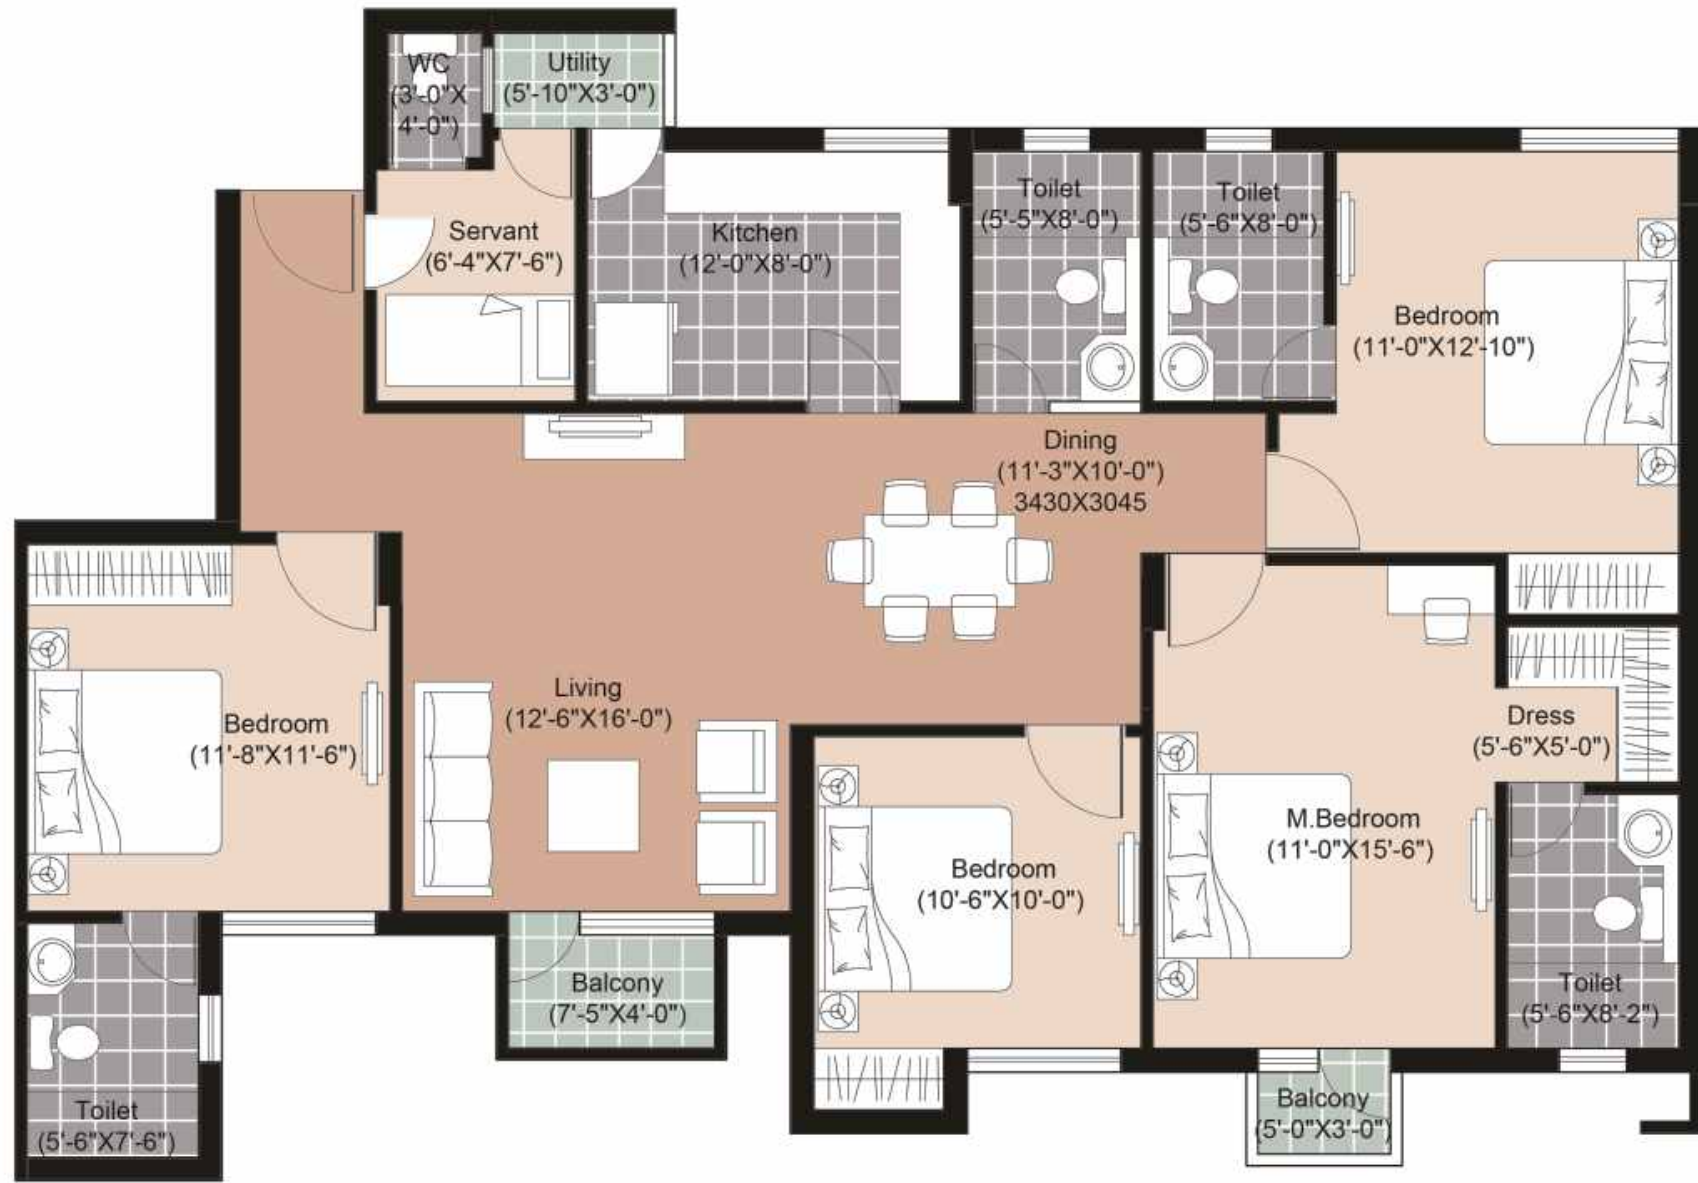 WC
(3'-0"X
4'-0")
Utility
(5'-10"X3'-0")
Servant
(6'-4"X7'-6")
Kitchen
(12'-0"X8'-0")
Toilet
(5'-5"X8'-0")
Toilet
(5'-6"X8'-0")
Bedroom
(11'-0"X12'-10")
Dining
(11'-3"X10'-0")
3430X3045
Living
(12'-6"X16'-0")
Bedroom
(11'-8"X11'-6")
Dress
(5'-6"X5'-0")
M.Bedroom
(11'-0"X15'-6")
Bedroom
(10'-6"X10'-0")
Balcony
(7'-5"X4'-0")
Toilet
(5'-6"X8'-2")
Toilet
(5'-6"X7'-6")
Balcony
(5'-0"X3'-0")